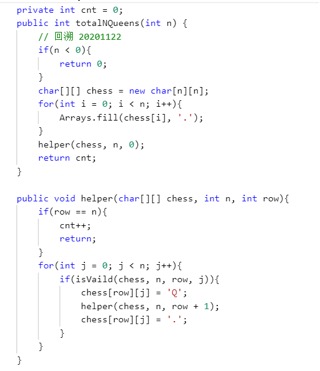 private int cnt = 0;
public int totalNQueens(int n) {
    // 回溯 20201122
    if(n < 0){
        return 0;
    }
    char[][] chess = new char[n][n];
    for(int i = 0; i < n; i++){
        Arrays.fill(chess[i], '.');
    }
    helper(chess, n, 0);
    return cnt;
}

public void helper(char[][] chess, int n, int row){
    if(row == n){
        cnt++;
        return;
    }
    for(int j = 0; j < n; j++){
        if(isVaild(chess, n, row, j)){
            chess[row][j] = 'Q';
            helper(chess, n, row + 1);
            chess[row][j] = '.';
        }
    }
}